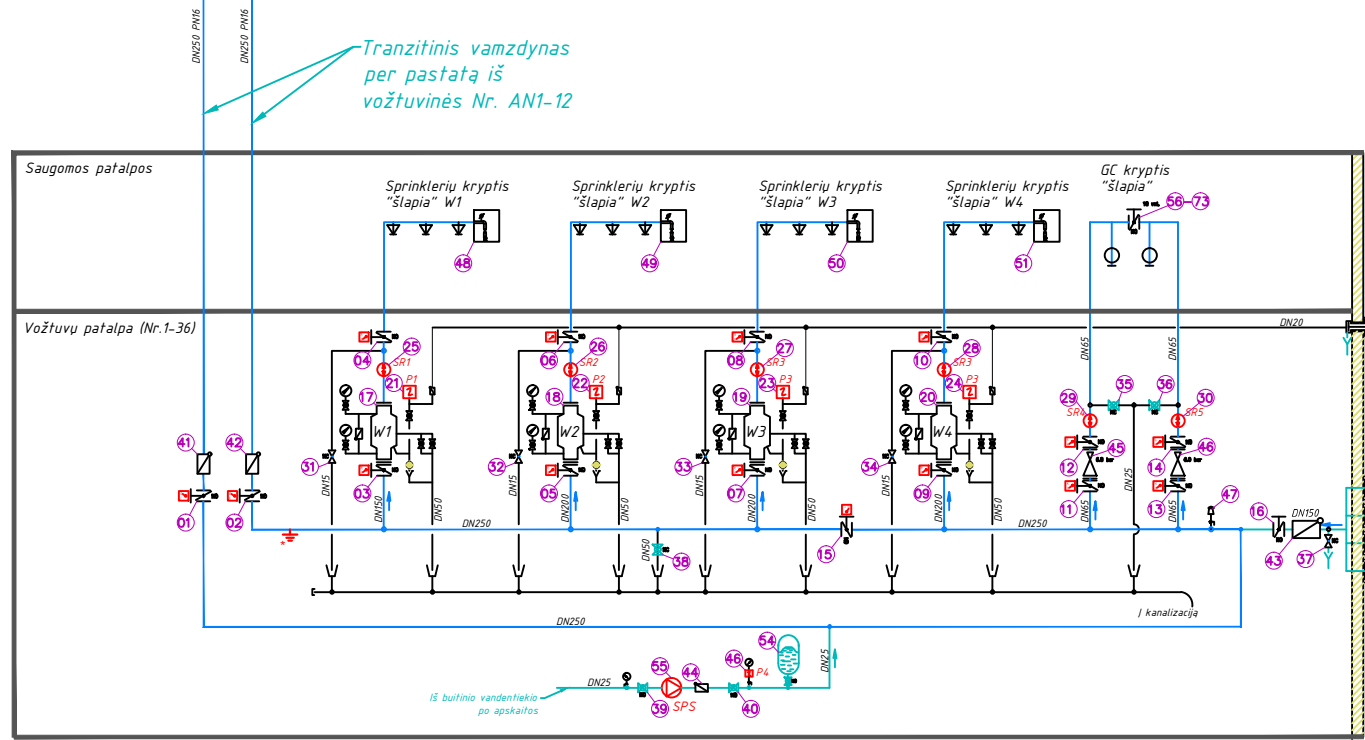 DN250 PN16
DN250 PN16
Tranzitinis vamzdynas
per pastatą iš
vožtuvinės Nr. AN1-12
Saugomos patalpos
Sprinklerių kryptis
"šlapia" W1
Sprinklerių kryptis
"šlapia" W2
Sprinklerių kryptis
"šlapia" W3
Sprinklerių kryptis
"šlapia" W4
GC kryptis
"šlapia"
56-73
48
49
50
51
Vožtuvų patalpa (Nr.1-36)
DN20
04
25
SR1
06
26
SR2
08
27
SR3
10
28
SR3
DN65
DN65
21
P1
22
P2
23
P3
24
P3
35
36
17
18
19
20
29
SR4
30
SR5
W1
W2
W3
W4
41
42
31
32
33
34
12
45
14
46
03
05
07
09
11
13
47
01
02
DN15
DN150
DN50
DN15
DN200
DN50
DN15
DN200
DN50
DN15
DN200
DN50
DN65
DN25
DN65
16
DN150
DN250
DN250
15
43
37
DN50
38
Į kanalizaciją
DN250
54
46
P4
DN25
55
44
DN25
Iš buitinio vandentiekio
po apskaitos
39
SPS
40